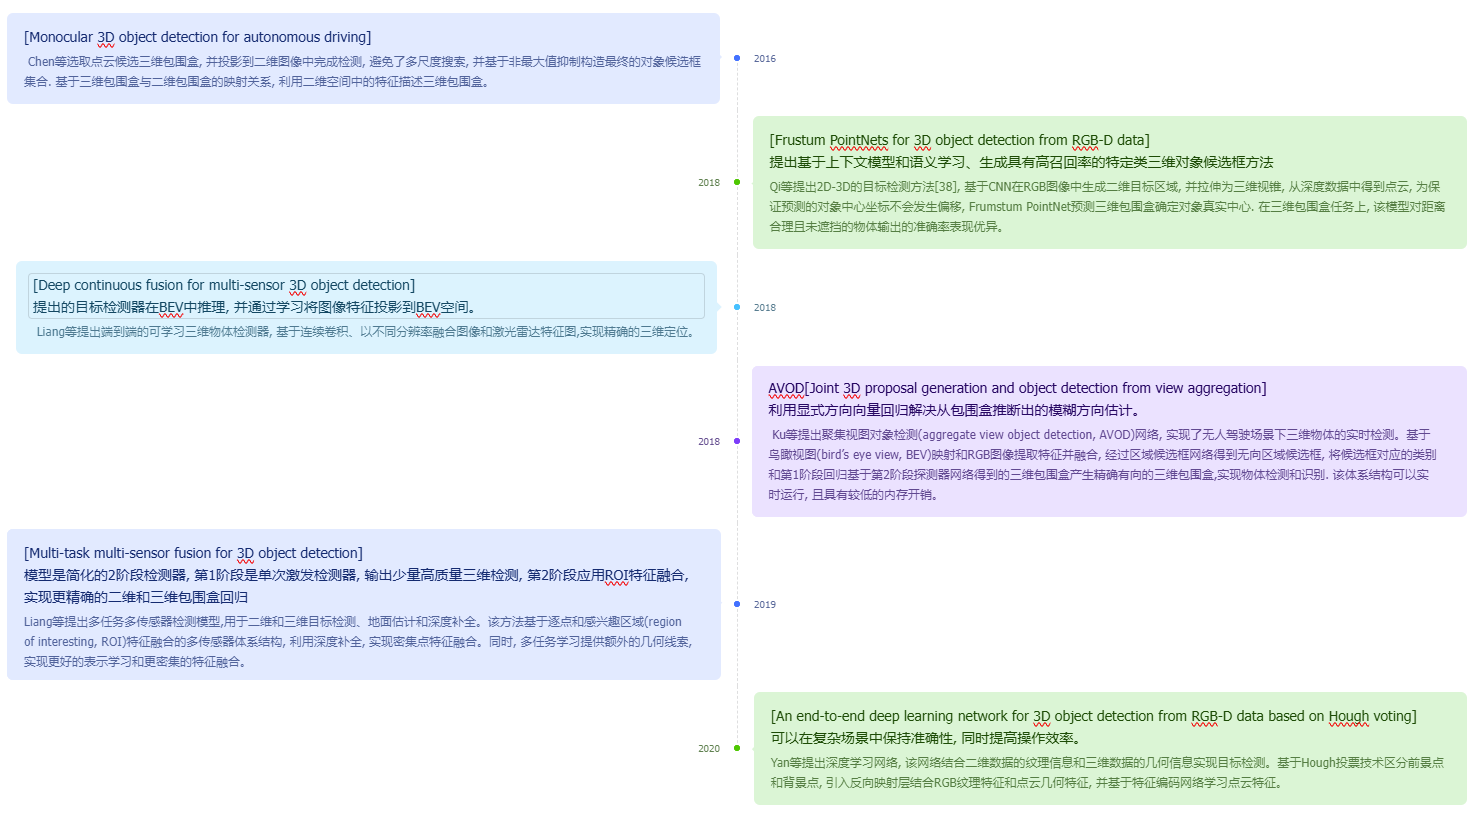 [Monocular 3D object detection for autonomous driving]
Chen等选取点云候选三维包围盒, 并投影到二维图像中完成检测, 避免了多尺度搜索, 并基于非最大值抑制构造最终的对象候选框
集合. 基于三维包围盒与二维包围盒的映射关系, 利用二维空间中的特征描述三维包围盒。
2016
[Frustum PointNets for 3D object detection from RGB-D data]
提出基于上下文模型和语义学习、生成具有高召回率的特定类三维对象候选框方法
Qi等提出2D-3D的目标检测方法[38], 基于CNN在RGB图像中生成二维目标区域, 并拉伸为三维视锥, 从深度数据中得到点云, 为保
证预测的对象中心坐标不会发生偏移, Frumstum PointNet预测三维包围盒确定对象真实中心. 在三维包围盒任务上, 该模型对距离
合理且未遮挡的物体输出的准确率表现优异。
2018
[Deep continuous fusion for multi-sensor 3D object detection]
提出的目标检测器在BEV中推理, 并通过学习将图像特征投影到BEV空间。
Liang等提出端到端的可学习三维物体检测器, 基于连续卷积、以不同分辨率融合图像和激光雷达特征图,实现精确的三维定位。
2018
AVOD[Joint 3D proposal generation and object detection from view aggregation]
利用显式方向向量回归解决从包围盒推断出的模糊方向估计。
Ku等提出聚集视图对象检测(aggregate view object detection, AVOD)网络, 实现了无人驾驶场景下三维物体的实时检测。基于
鸟瞰视图(bird's eye view, BEV)映射和RGB图像提取特征并融合, 经过区域候选框网络得到无向区域候选框, 将候选框对应的类别
和第1阶段回归基于第2阶段探测器网络得到的三维包围盒产生精确有向的三维包围盒,实现物体检测和识别. 该体系结构可以实
时运行, 且具有较低的内存开销。
2018
[Multi-task multi-sensor fusion for 3D object detection]
模型是简化的2阶段检测器, 第1阶段是单次激发检测器, 输出少量高质量三维检测, 第2阶段应用ROI特征融合,
实现更精确的二维和三维包围盒回归
Liang等提出多任务多传感器检测模型,用于二维和三维目标检测、地面估计和深度补全。该方法基于逐点和感兴趣区域(region
of interesting, ROI)特征融合的多传感器体系结构, 利用深度补全, 实现密集点特征融合。同时, 多任务学习提供额外的几何线索,
实现更好的表示学习和更密集的特征融合。
2019
[An end-to-end deep learning network for 3D object detection from RGB-D data based on Hough voting]
可以在复杂场景中保持准确性, 同时提高操作效率。
Yan等提出深度学习网络, 该网络结合二维数据的纹理信息和三维数据的几何信息实现目标检测。基于Hough投票技术区分前景点
和背景点, 引入反向映射层结合RGB纹理特征和点云几何特征, 并基于特征编码网络学习点云特征。
2020